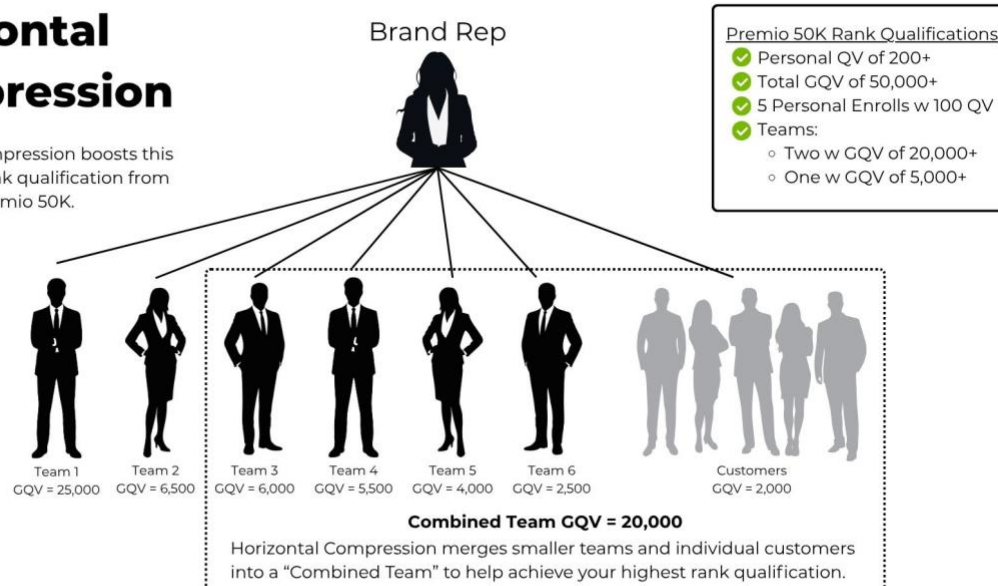 ontal
pression
mpression boosts this
nk qualification from
mio 50K.
Brand Rep
Premio 50K Rank Qualifications
Personal QV of 200+
Total GQV of 50,000+
5 Personal Enrolls w 100 QV
Teams:
Two w GQV of 20,000+
One w GQV of 5,000+
Team 1
GQV = 25,000
Team 2
GQV = 6,500
Team 3
GQV = 6,000
Team 4
GQV = 5,500
Team 5
GQV = 4,000
Team 6
GQV = 2,500
Customers
GQV = 2,000
Combined Team GQV = 20,000
Horizontal Compression merges smaller teams and individual customers
into a “Combined Team” to help achieve your highest rank qualification.